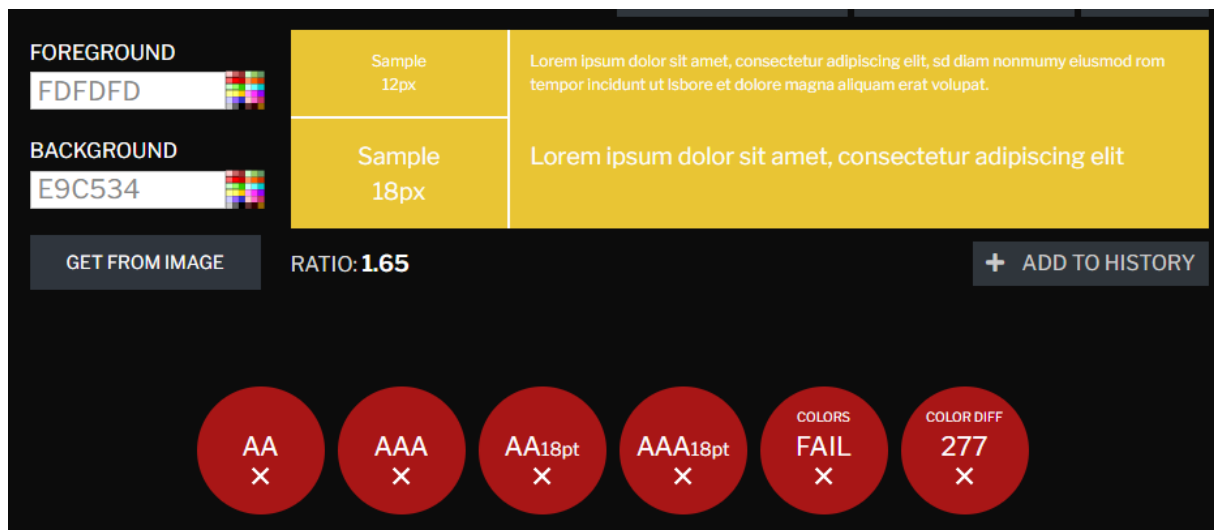 FOREGROUND
FDFDFD
BACKGROUND
E9C534
GET FROM IMAGE
Sample
12px
Lorem ipsum dolor sit amet, consectetur adipiscing elit, sd diam nonmumy eiusmod rom
tempor incidunt ut lsbore et dolore magna aliquam erat volupat.
Sample
18px
Lorem ipsum dolor sit amet, consectetur adipiscing elit
RATIO: 1.65
+ ADD TO HISTORY
AA
×
AAA
×
AA18pt
×
AAA18pt
×
COLORS
FAIL
×
COLOR DIFF
277
×